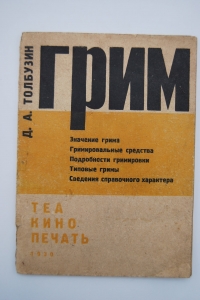 ГРИМ
Д. А. ТОЛБУЗИН
Значение грима
Гримировальные средства
Подробности гримировки
Типовые гримы
Сведения справочного характера
ТЕА
КИНО
ПЕЧАТЬ